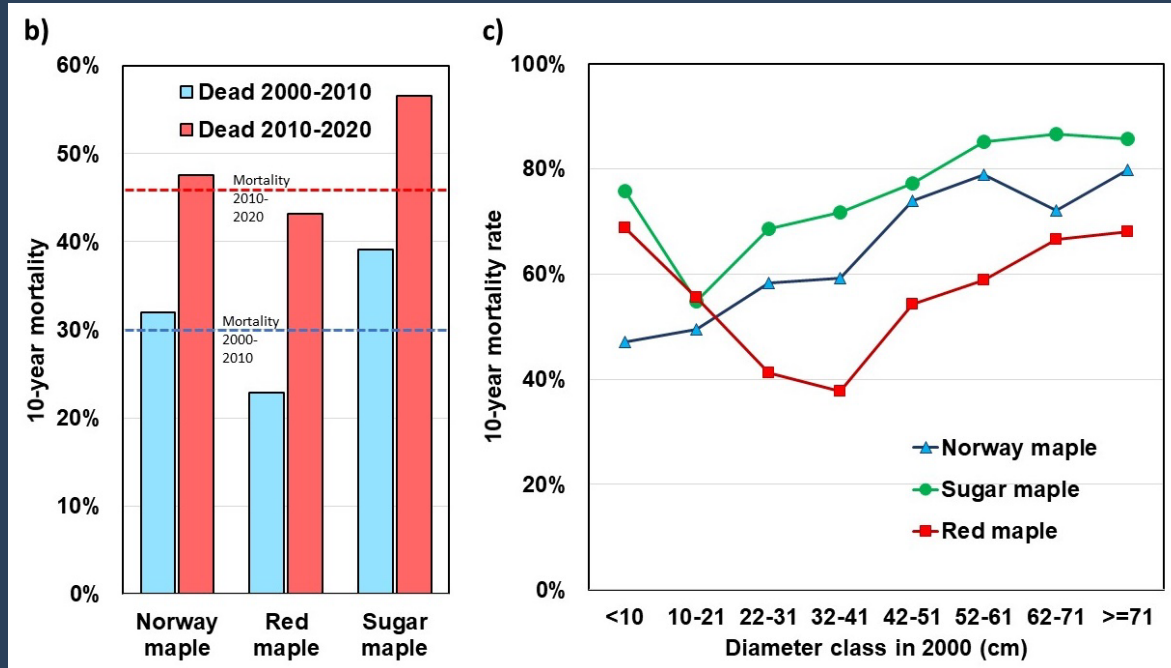 b)
60%
50%
40%
30%
20%
10%
0%
10-year mortality
Dead 2000-2010
Dead 2010-2020
Mortality
2010-
2020
Mortality
2000-
2010
Norway
maple
Red
maple
Sugar
maple
c)
100%
80%
60%
40%
20%
0%
10-year mortality rate
Norway maple
Sugar maple
Red maple
<10 10-21 22-31 32-41 42-51 52-61 62-71 >=71
Diameter class in 2000 (cm)